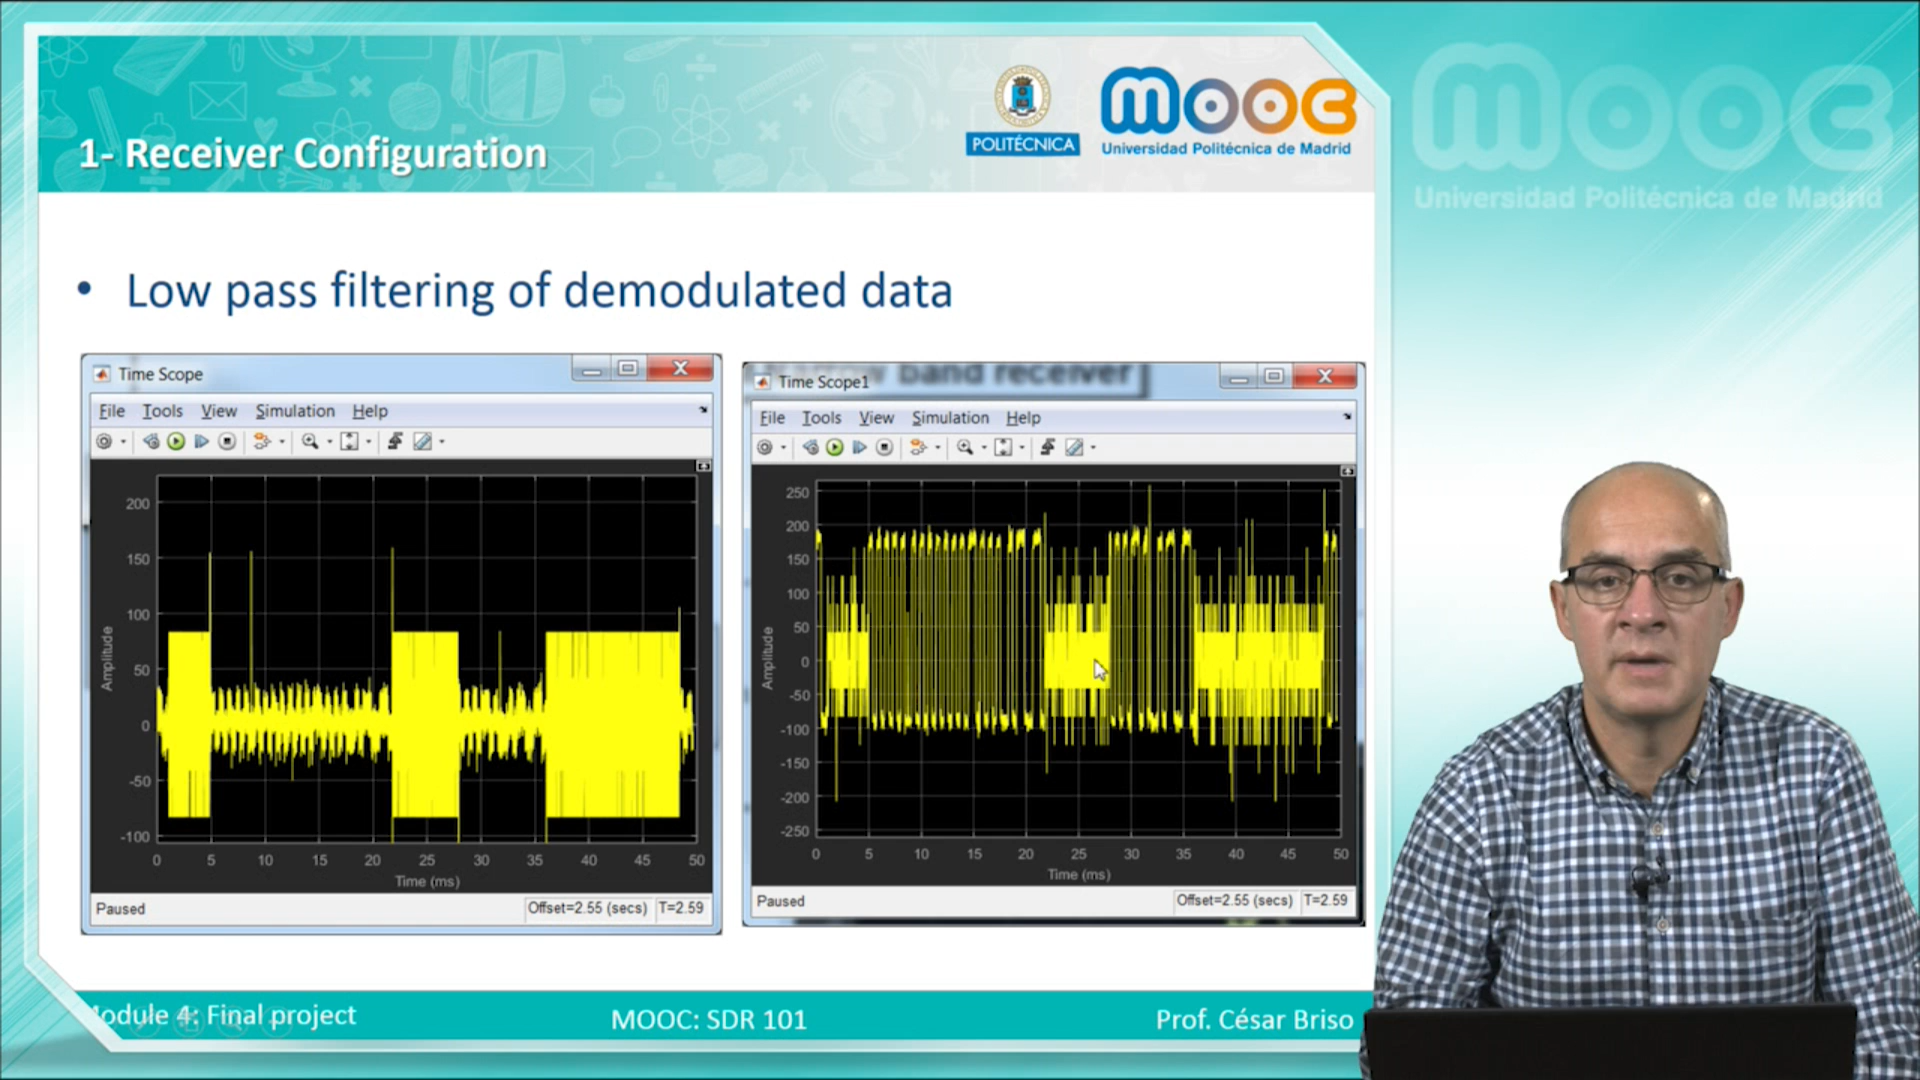 1- Receiver Configuration
POLITÉCNICA
mooc
Universidad Politécnica de Madrid
mooc
Universidad Politécnica de Madrid
• Low pass filtering of demodulated data
Time Scope
File Tools View Simulation Help
200
150
100
50
0
-50
-100
Amplitude
0 5 10 15 20 25 30 35 40 45 50
Time (ms)
Paused
Offset=2.55 (secs) T=2.59
band receiver
Time Scope1
File Tools View Simulation Help
250
200
150
100
50
0
-50
-100
-150
-200
-250
Amplitude
0 5 10 15 20 25 30 35 40 45 50
Time (ms)
Paused
Offset=2.55 (secs) T=2.59
odule 4: Final project
MOOC: SDR 101
Prof. César Briso